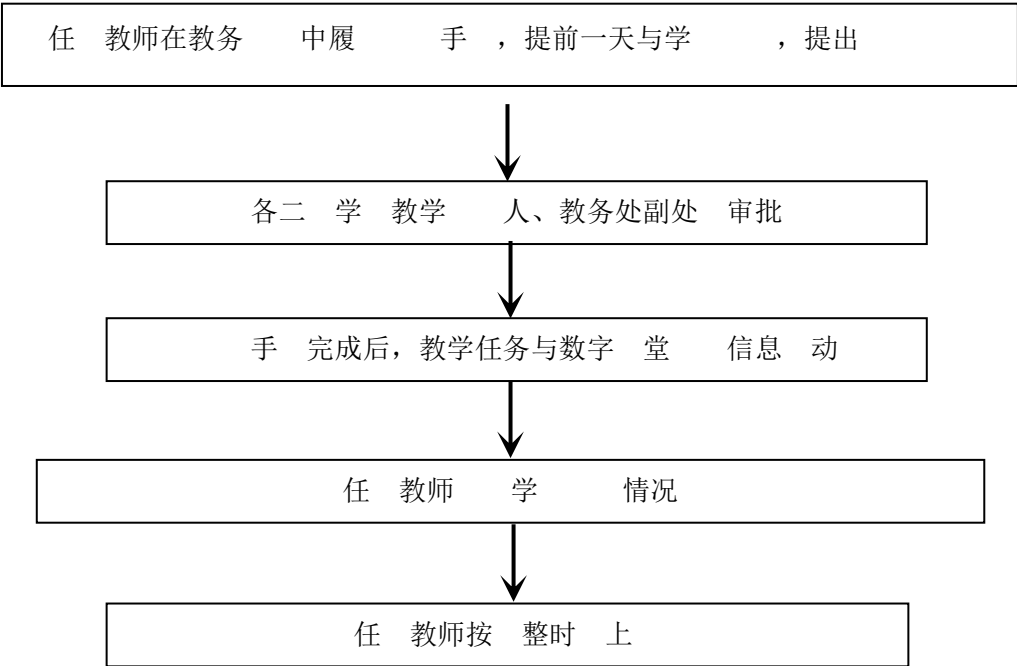 任 教师在教务 中履 手 ,提前一天与学 ,提出
各二 学 教学 人、教务处副处 审批
手 完成后,教学任务与数字 堂 信息 动
任 教师 学 情况
任 教师按 整时 上